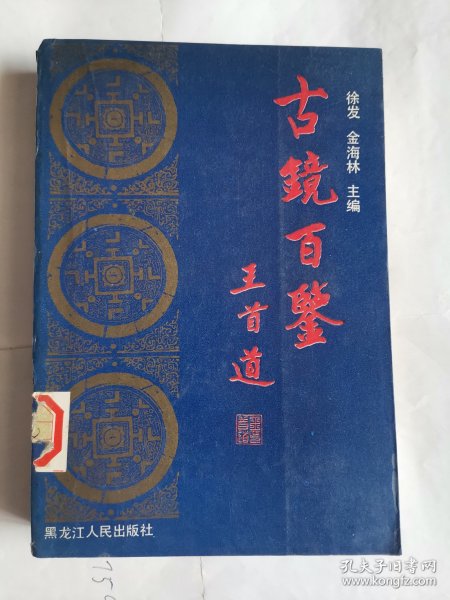 古鏡百鑒
徐发 金海林 主编
王首道
黑龙江人民出版社
750
孔夫子旧书网
www.kongfz.com